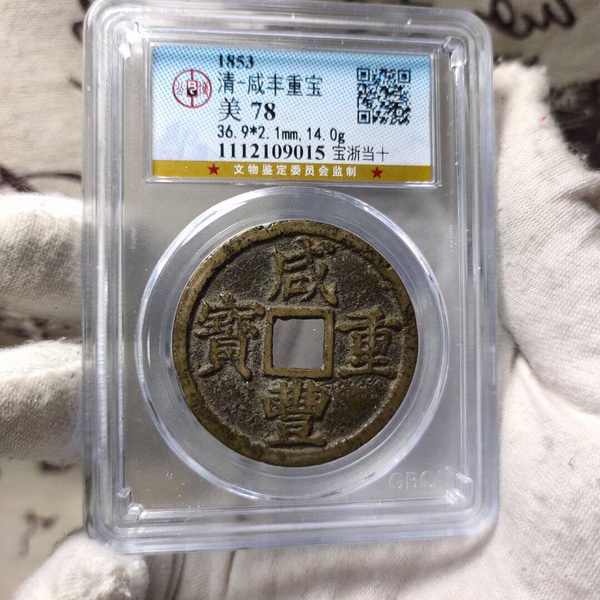 1853
清-咸丰重宝
美 78
36.9*2.1mm,14.0g
1112109015 宝浙当十
★ 文物鉴定委员会监制 ★
咸
寶 重
豐
GBC